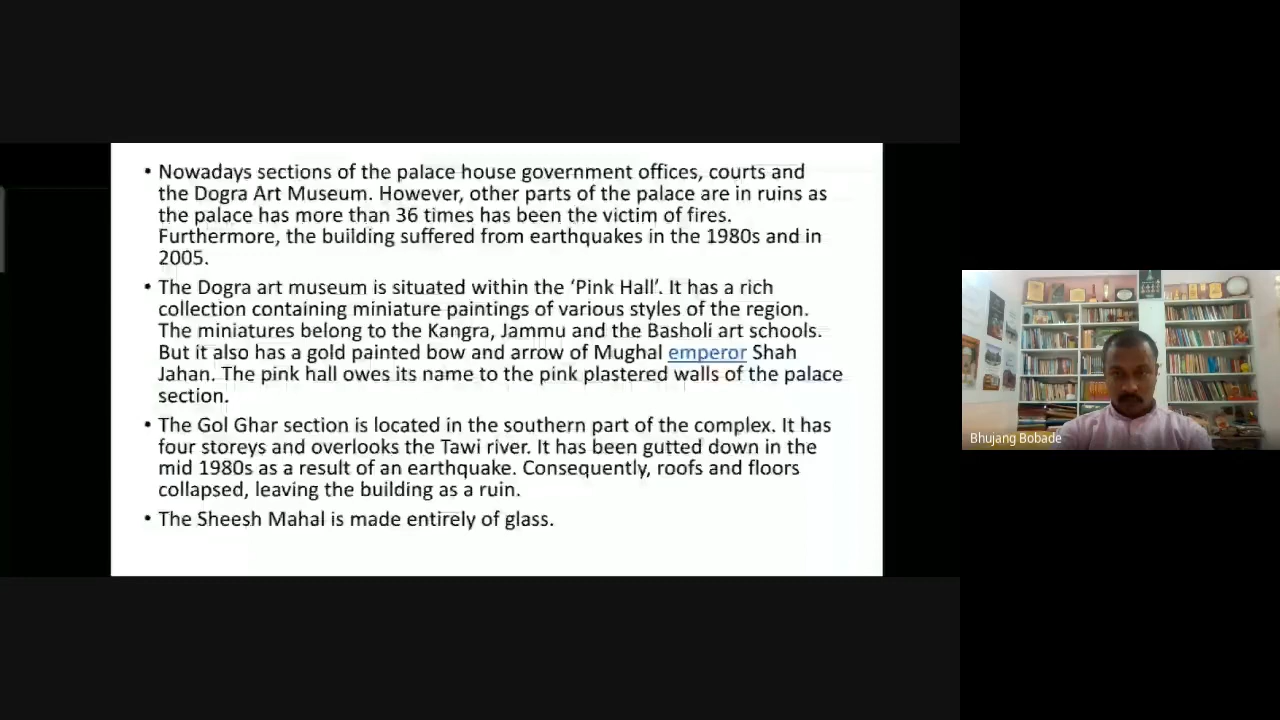 • Nowadays sections of the palace house government offices, courts and
the Dogra Art Museum. However, other parts of the palace are in ruins as
the palace has more than 36 times has been the victim of fires.
Furthermore, the building suffered from earthquakes in the 1980s and in
2005.
• The Dogra art museum is situated within the ‘Pink Hall’. It has a rich
collection containing miniature paintings of various styles of the region.
The miniatures belong to the Kangra, Jammu and the Basholi art schools.
But it also has a gold painted bow and arrow of Mughal emperor Shah
Jahan. The pink hall owes its name to the pink plastered walls of the palace
section.
• The Gol Ghar section is located in the southern part of the complex. It has
four storeys and overlooks the Tawi river. It has been gutted down in the
mid 1980s as a result of an earthquake. Consequently, roofs and floors
collapsed, leaving the building as a ruin.
• The Sheesh Mahal is made entirely of glass.
Bhujang Bobade